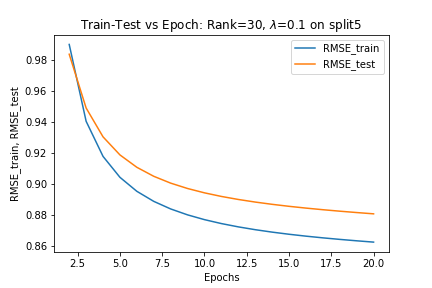 Train-Test vs Epoch: Rank=30, λ=0.1 on split5
RMSE_train
RMSE_test
RMSE_train, RMSE_test
0.98
0.96
0.94
0.92
0.90
0.88
0.86
2.5 5.0 7.5 10.0 12.5 15.0 17.5 20.0
Epochs